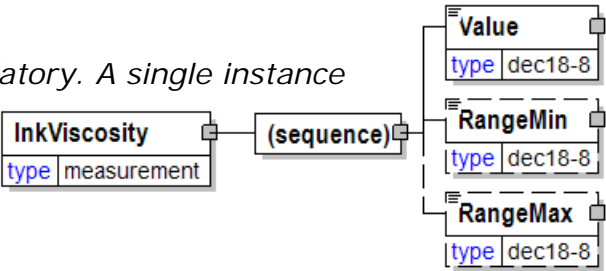 Value
type dec18-8
atory. A single instance
InkViscosity
type measurement
(sequence)
RangeMin
type dec18-8
RangeMax
type dec18-8